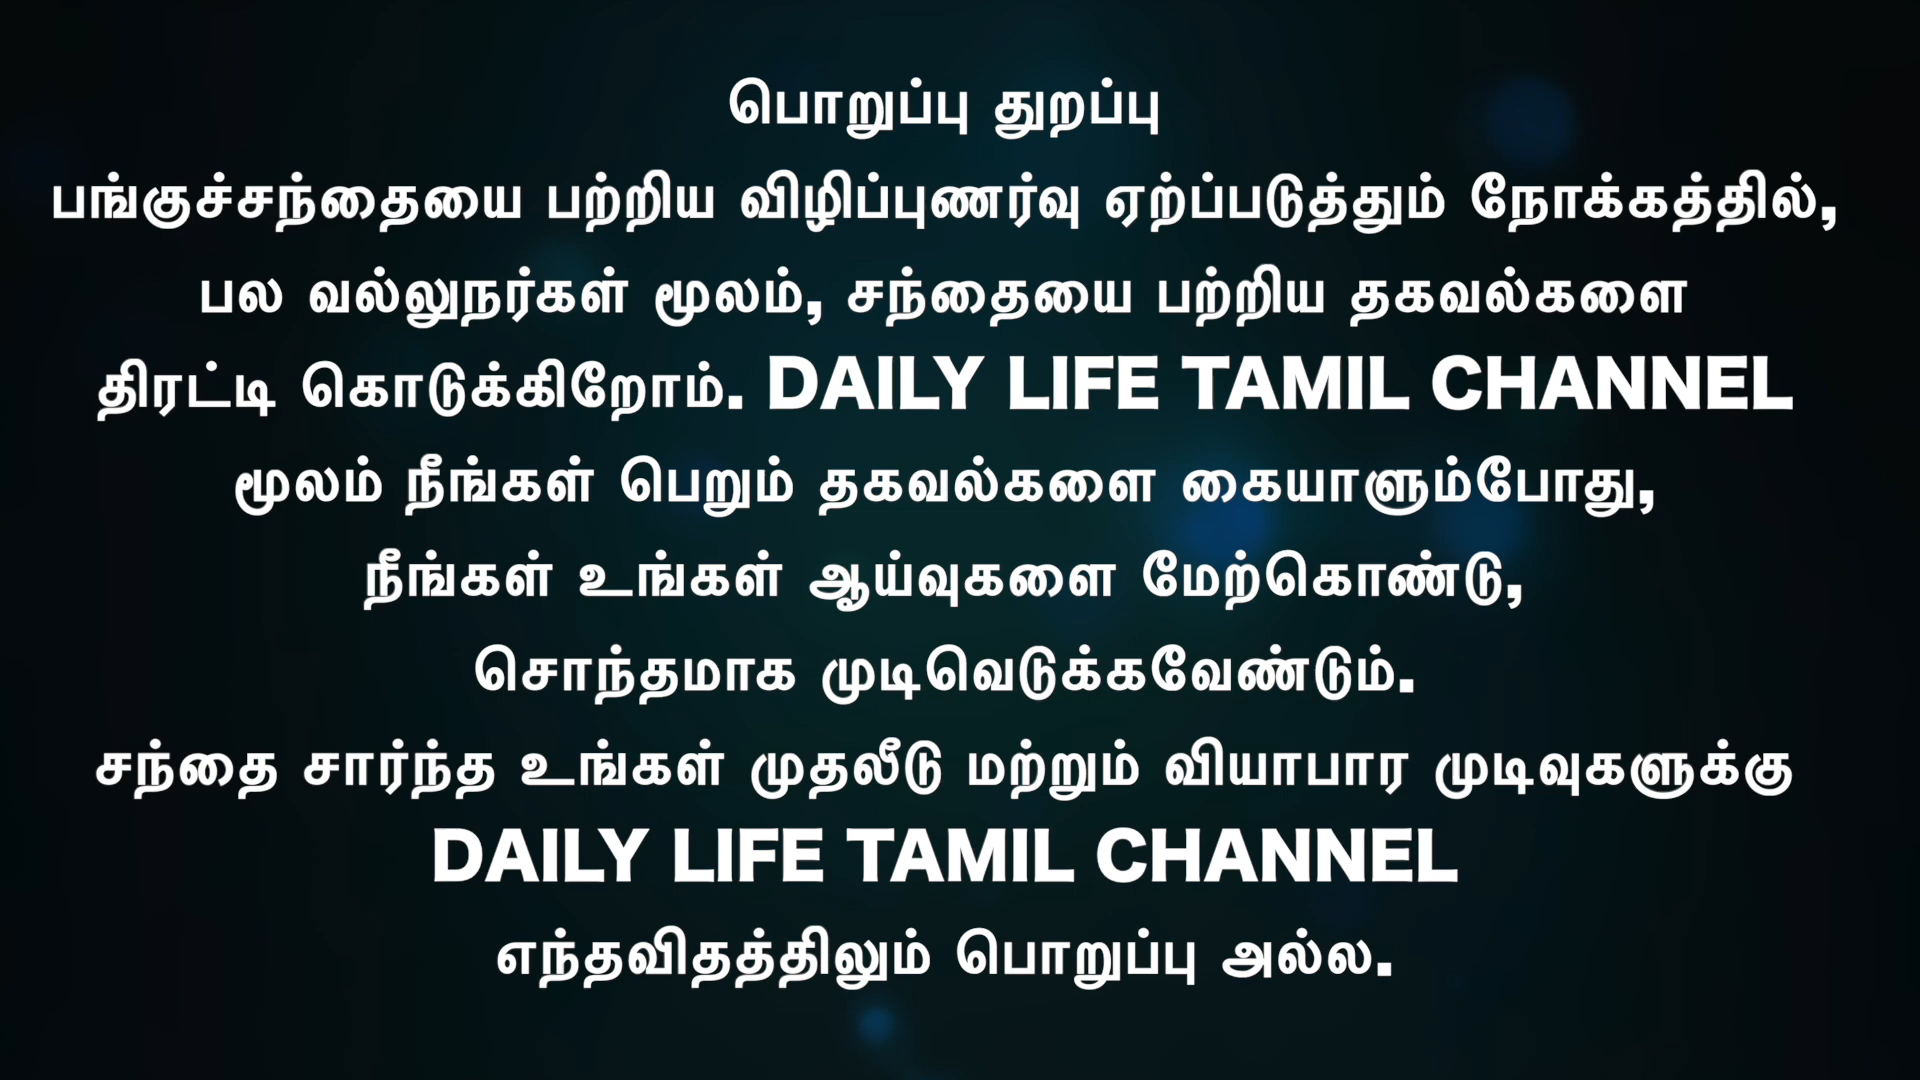 பொறுப்பு துறப்பு
பங்குச்சந்தையை பற்றிய விழிப்புணர்வு ஏற்ப்படுத்தும் நோக்கத்தில்,
பல வல்லுநர்கள் மூலம், சந்தையை பற்றிய தகவல்களை
திரட்டி கொடுக்கிறோம். DAILY LIFE TAMIL CHANNEL
மூலம் நீங்கள் பெறும் தகவல்களை கையாளும்போது,
நீங்கள் உங்கள் ஆய்வுகளை மேற்கொண்டு,
சொந்தமாக முடிவெடுக்கவேண்டும்.
சந்தை சார்ந்த உங்கள் முதலீடு மற்றும் வியாபார முடிவுகளுக்கு
DAILY LIFE TAMIL CHANNEL
எந்தவிதத்திலும் பொறுப்பு அல்ல.